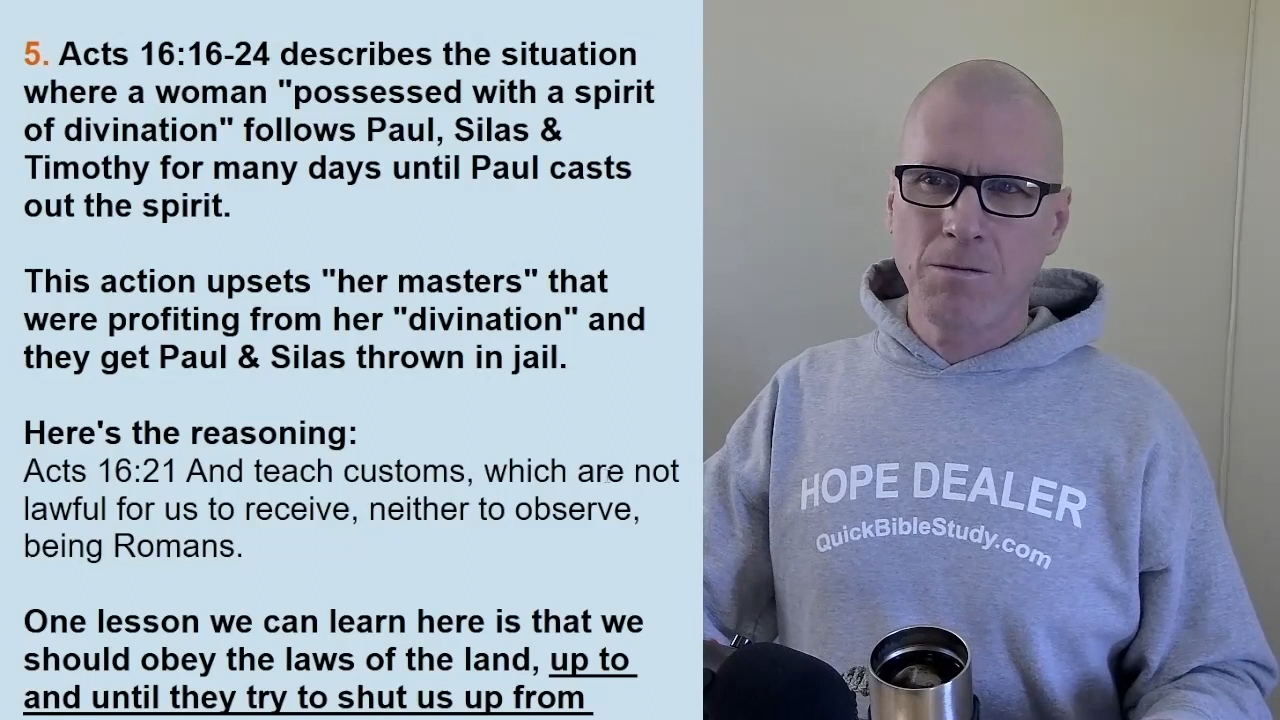 5. Acts 16:16-24 describes the situation
where a woman "possessed with a spirit
of divination" follows Paul, Silas &
Timothy for many days until Paul casts
out the spirit.
This action upsets "her masters" that
were profiting from her "divination" and
they get Paul & Silas thrown in jail.
Here's the reasoning:
Acts 16:21 And teach customs, which are not
lawful for us to receive, neither to observe,
being Romans.
One lesson we can learn here is that we
should obey the laws of the land, up to
and until they try to shut us up from
HOPE DEALER
QuickBibleStudy.com